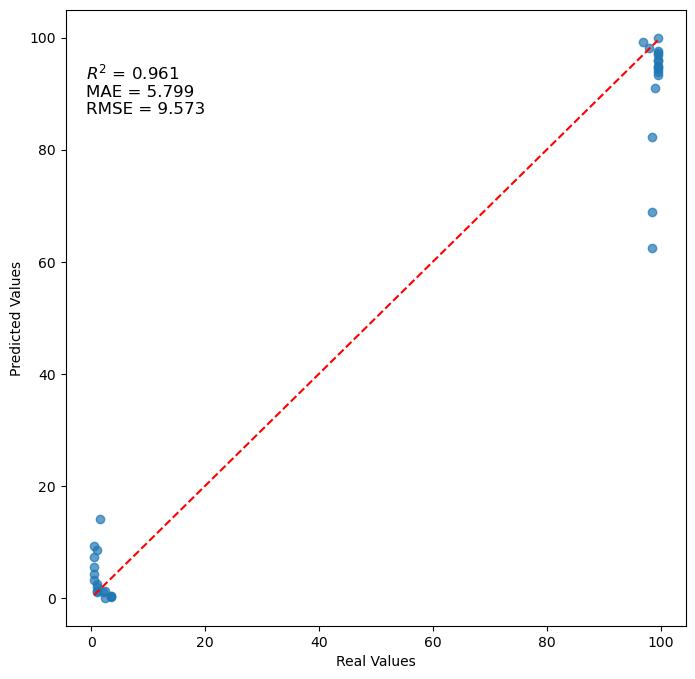 R² = 0.961
MAE = 5.799
RMSE = 9.573
100
80
60
40
20
0
Predicted Values
0 20 40 60 80 100
Real Values